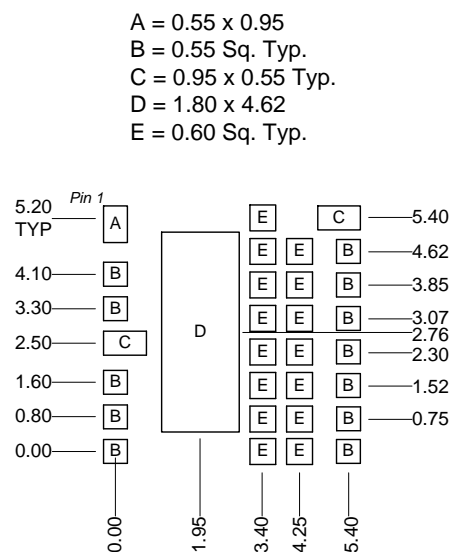 A = 0.55 x 0.95
B = 0.55 Sq. Typ.
C = 0.95 x 0.55 Typ.
D = 1.80 x 4.62
E = 0.60 Sq. Typ.
5.20 Pin 1 A E C 5.40
TYP
E E B 4.62
4.10 B
E E B 3.85
3.30 B
E E B 3.07
D 2.76
2.50 C
E E B 2.30
1.60 B E E B 1.52
0.80 B E E B 0.75
0.00 B E E B
0.00 1.95 3.40 4.25 5.40